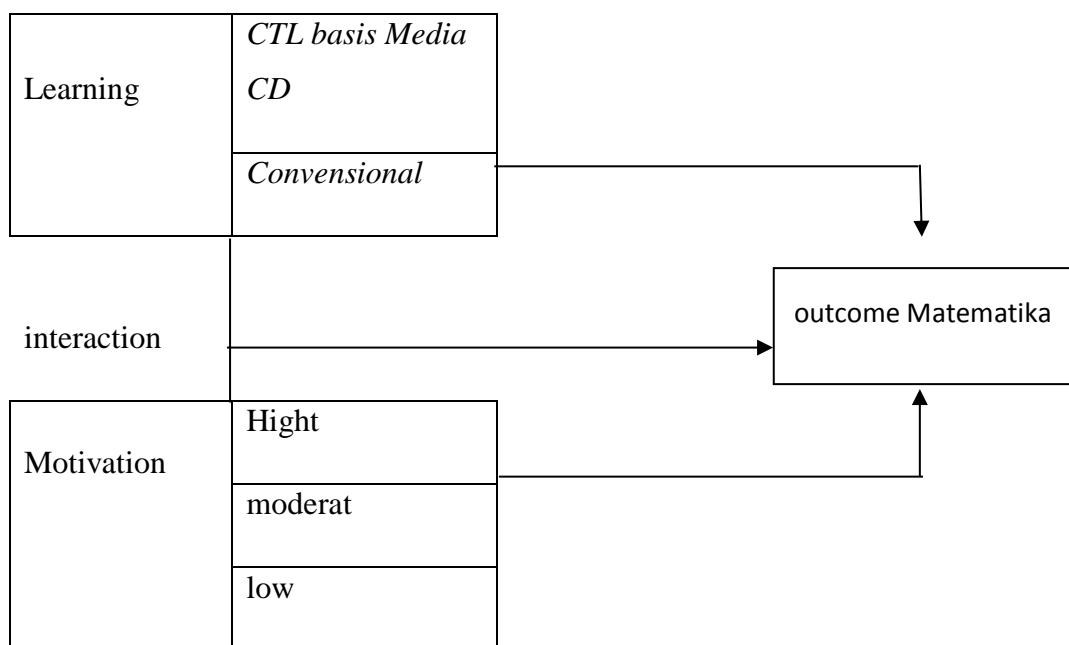 CTL basis Media
Learning
CD
Convensional
interaction
outcome Matematika
Hight
Motivation
moderat
low